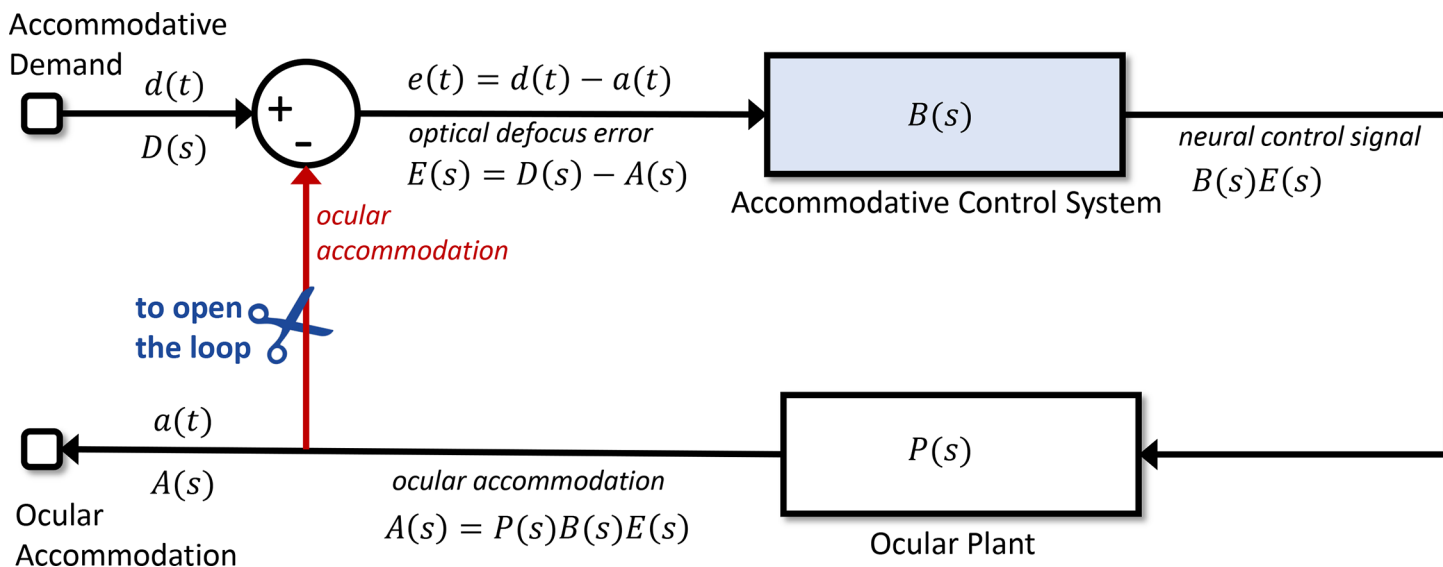 Accommodative
Demand
d(t)
D(s)
+
-
e(t) = d(t) − a(t)
optical defocus error
E(s) = D(s) − A(s)
B(s)
Accommodative Control System
neural control signal
B(s)E(s)
ocular
accommodation
to open
the loop
a(t)
A(s)
Ocular
Accommodation
ocular accommodation
A(s) = P(s)B(s)E(s)
P(s)
Ocular Plant